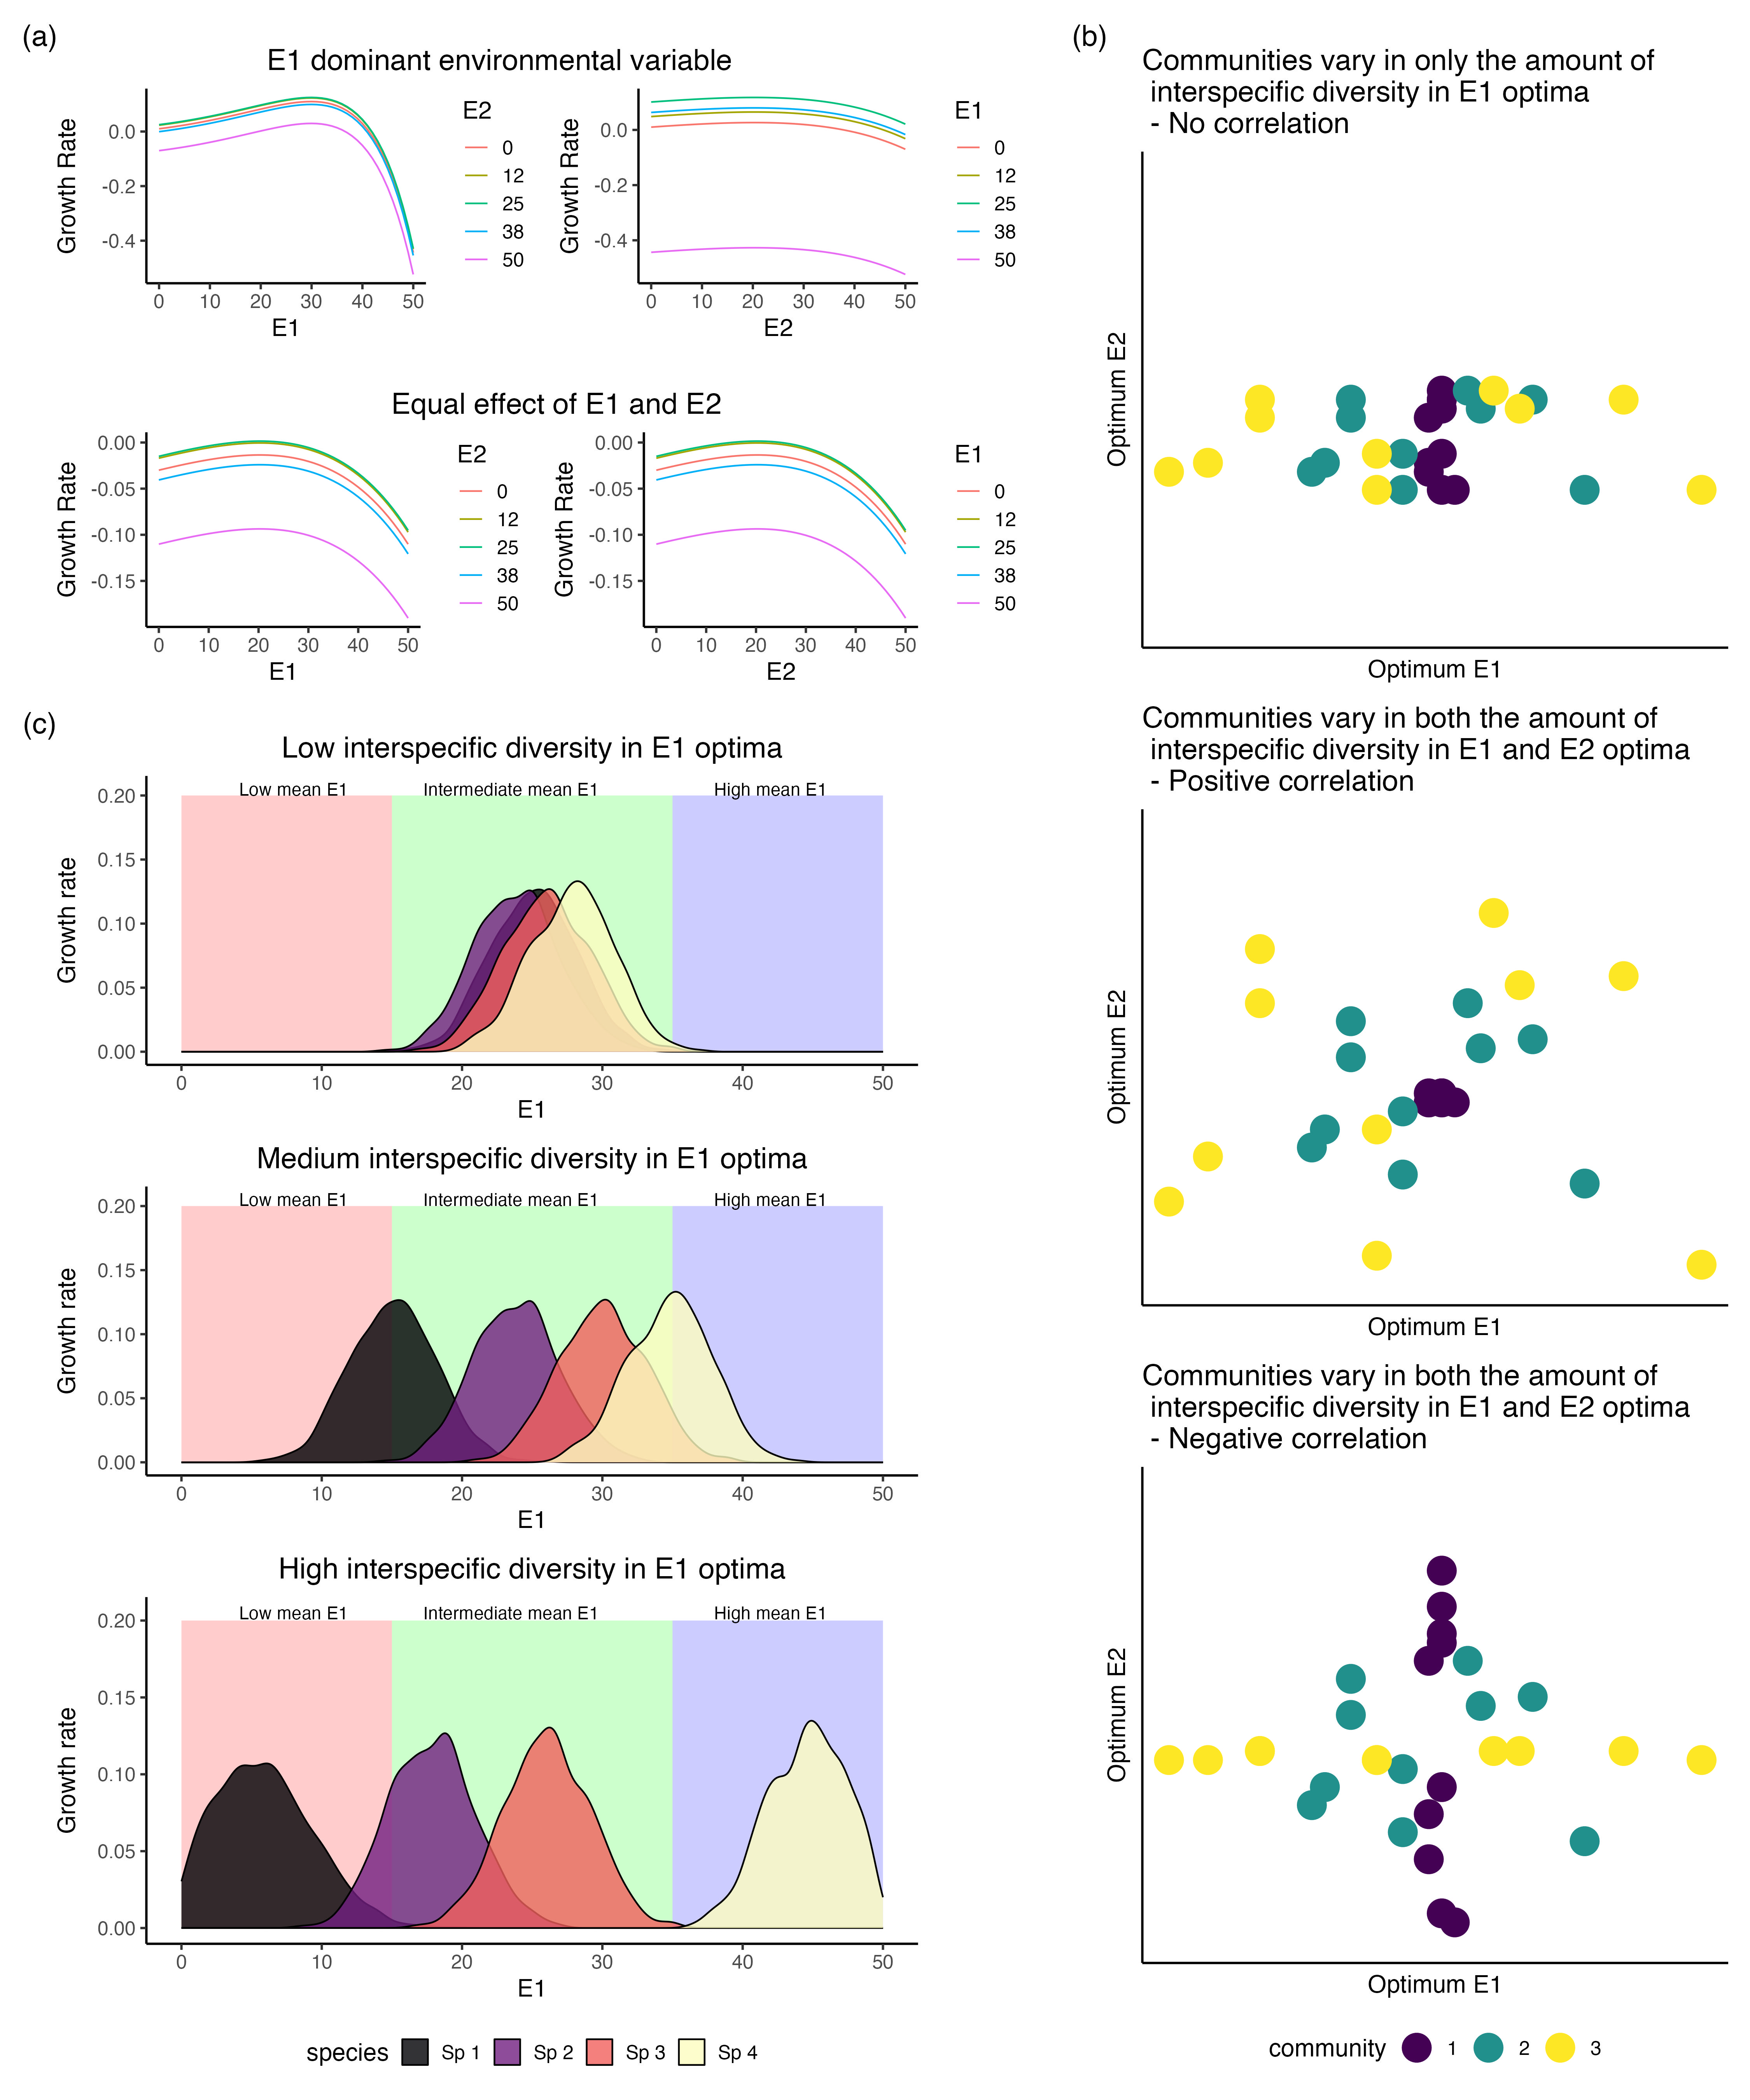 (a)
E1 dominant environmental variable
Growth Rate
0.0
-0.2
-0.4
0 10 20 30 40 50
E1
E2
0
12
25
38
50
Growth Rate
0.0
-0.2
-0.4
0 10 20 30 40 50
E2
E1
0
12
25
38
50
Equal effect of E1 and E2
Growth Rate
0.00
-0.05
-0.10
-0.15
0 10 20 30 40 50
E1
E2
0
12
25
38
50
Growth Rate
0.00
-0.05
-0.10
-0.15
0 10 20 30 40 50
E2
E1
0
12
25
38
50
(b)
Communities vary in only the amount of
interspecific diversity in E1 optima
- No correlation
Optimum E2
Optimum E1
Communities vary in both the amount of
interspecific diversity in E1 and E2 optima
- Positive correlation
Optimum E2
Optimum E1
Communities vary in both the amount of
interspecific diversity in E1 and E2 optima
- Negative correlation
Optimum E2
Optimum E1
community 1 2 3
(c)
Low interspecific diversity in E1 optima
Low mean E1 Intermediate mean E1 High mean E1
Growth rate
0.20
0.15
0.10
0.05
0.00
0 10 20 30 40 50
E1
Medium interspecific diversity in E1 optima
Low mean E1 Intermediate mean E1 High mean E1
Growth rate
0.20
0.15
0.10
0.05
0.00
0 10 20 30 40 50
E1
High interspecific diversity in E1 optima
Low mean E1 Intermediate mean E1 High mean E1
Growth rate
0.20
0.15
0.10
0.05
0.00
0 10 20 30 40 50
E1
species Sp 1 Sp 2 Sp 3 Sp 4